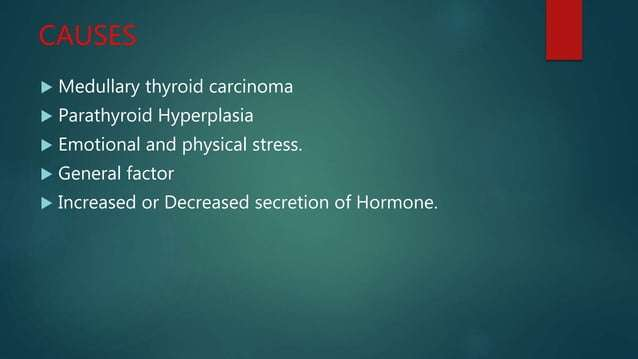 CAUSES
Medullary thyroid carcinoma
Parathyroid Hyperplasia
Emotional and physical stress.
General factor
Increased or Decreased secretion of Hormone.